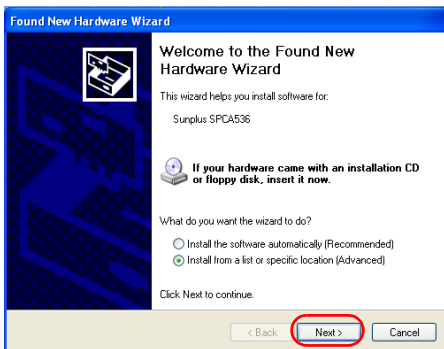 Found New Hardware Wizard
Welcome to the Found New
Hardware Wizard
This wizard helps you install software for:
Sunplus SPCA536
If your hardware came with an installation CD
or floppy disk, insert it now.
What do you want the wizard to do?
Install the software automatically (Recommended)
Install from a list or specific location (Advanced)
Click Next to continue.
< Back Next > Cancel